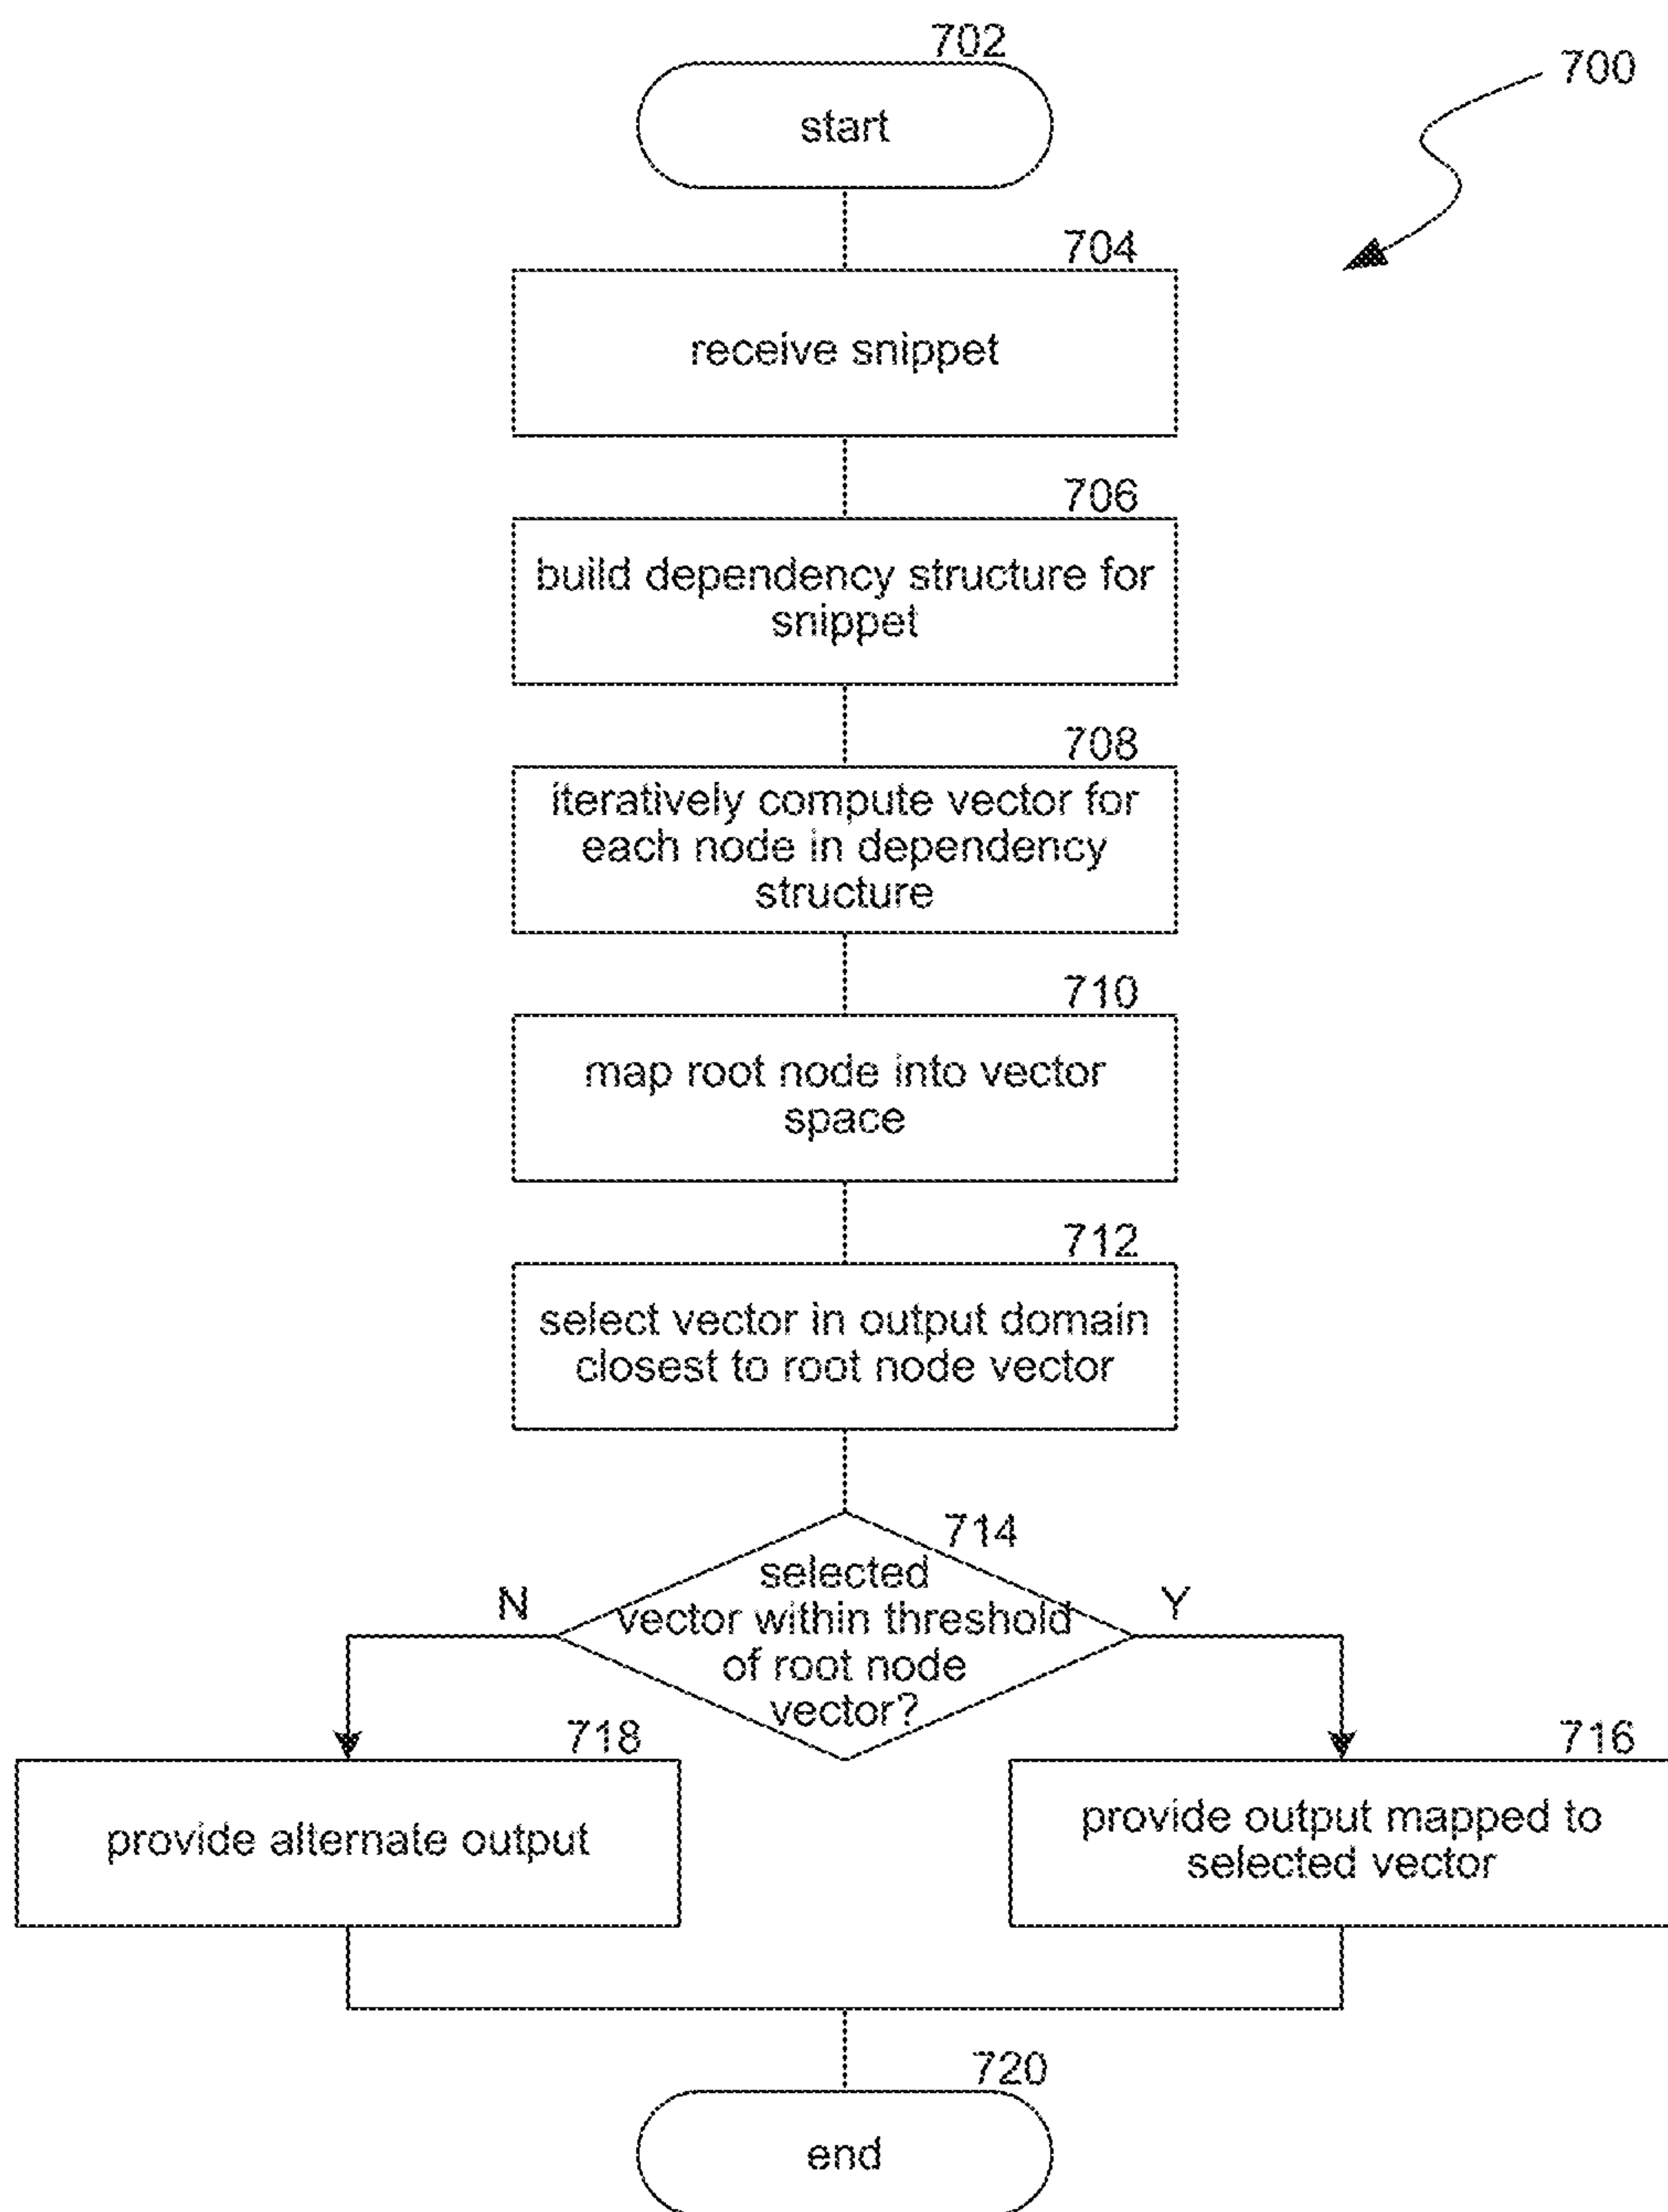 702
700
start
704
receive snippet
706
build dependency structure for
snippet
708
iteratively compute vector for
each node in dependency
structure
710
map root node into vector
space
712
select vector in output domain
closest to root node vector
714
selected
vector within threshold
of root node
vector?
N
Y
718
provide alternate output
716
provide output mapped to
selected vector
720
end